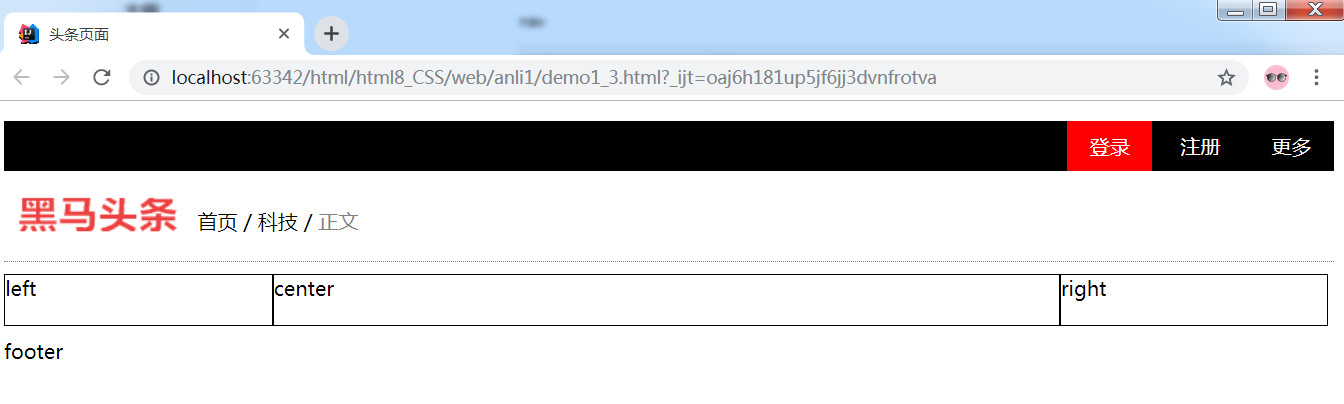 头条页面
localhost:63342/html/html8_CSS/web/anli1/demo1_3.html?_ijt=oaj6h181up5jf6jj3dvnfrotva
登录 注册 更多
黑马头条 首页 / 科技 / 正文
left center right
footer